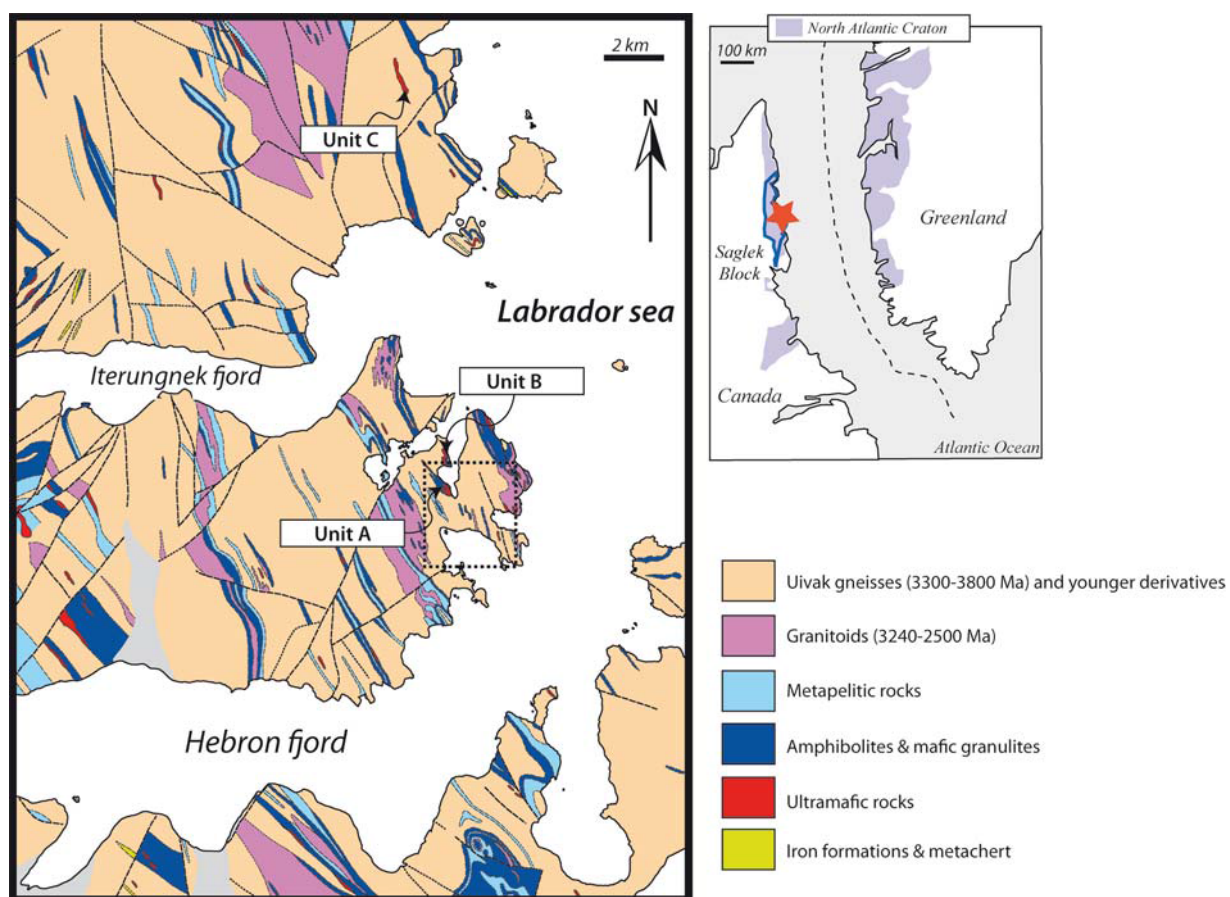 2 km
N
Unit C
Labrador sea
Iterungnek fjord
Unit B
Unit A
Hebron fjord
North Atlantic Craton
100 km
Greenland
Saglek
Block
Canada
Atlantic Ocean
Uivak gneisses (3300-3800 Ma) and younger derivatives
Granitoids (3240-2500 Ma)
Metapelitic rocks
Amphibolites & mafic granulites
Ultramafic rocks
Iron formations & metachert